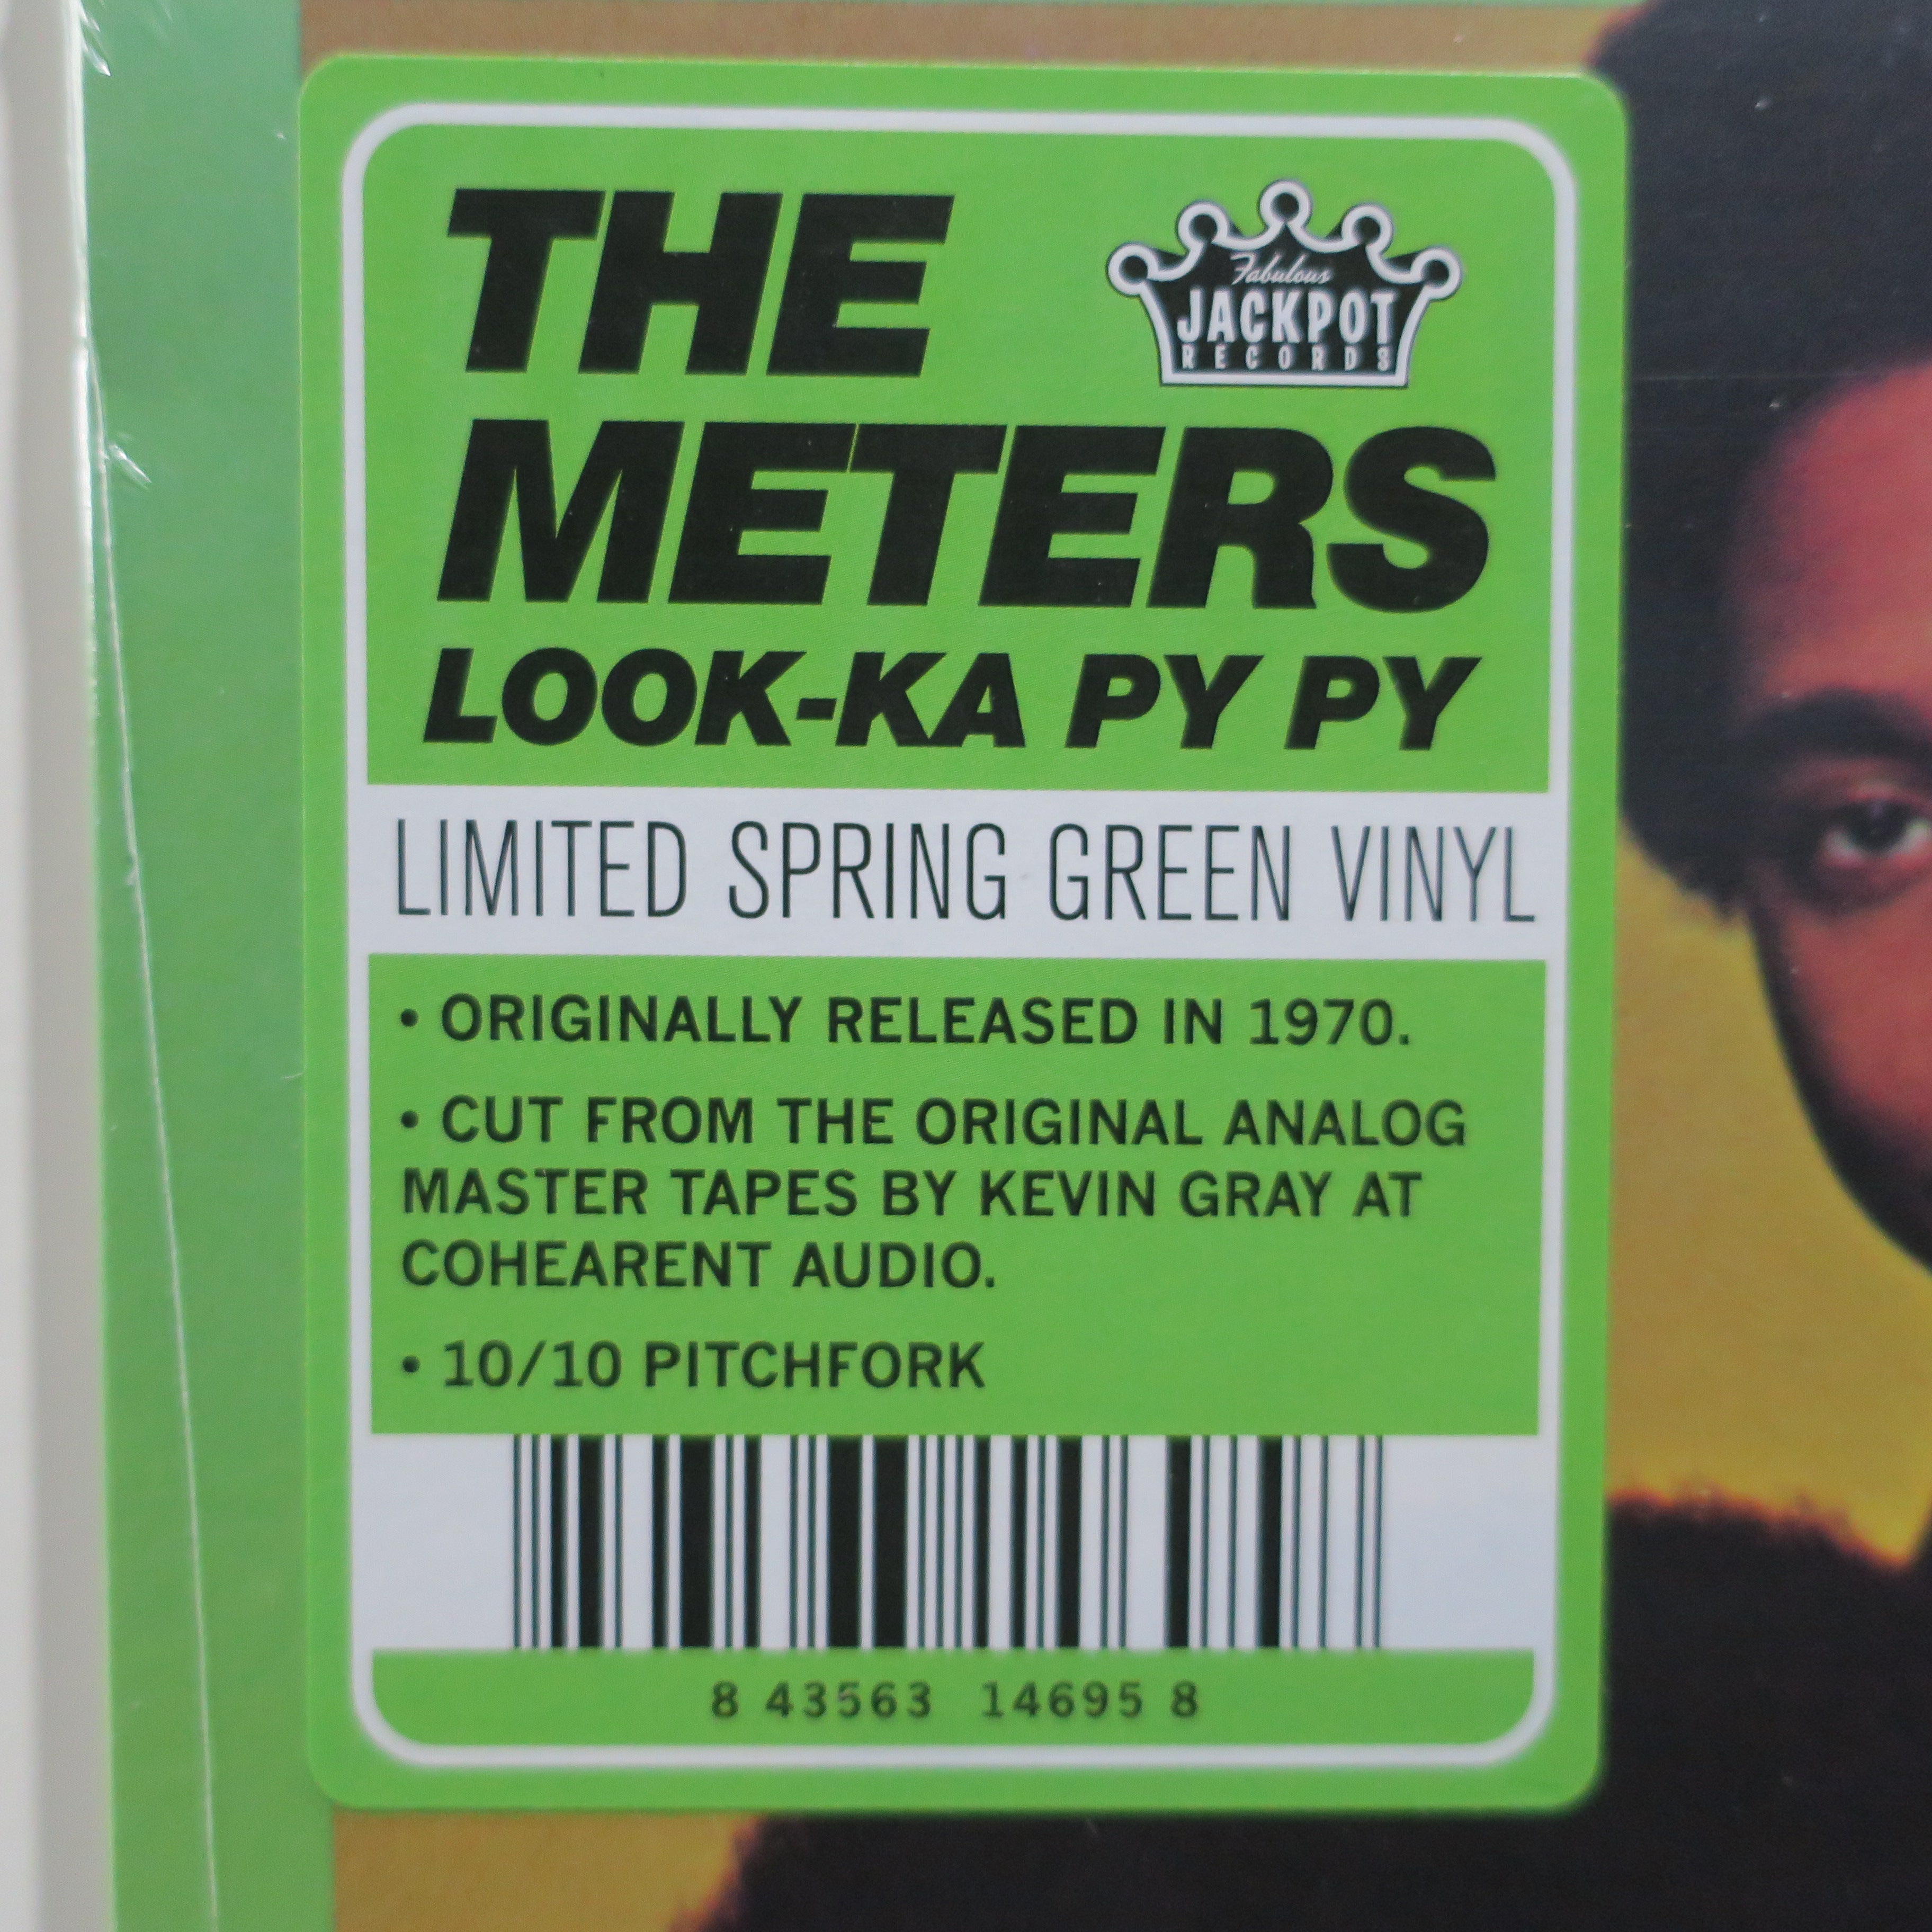 THE
Fabulous
JACKPOT
RECORDS
METERS
LOOK-KA PY PY
LIMITED SPRING GREEN VINYL
• ORIGINALLY RELEASED IN 1970.
• CUT FROM THE ORIGINAL ANALOG
MASTER TAPES BY KEVIN GRAY AT
COHEARENT AUDIO.
• 10/10 PITCHFORK
8 43563 14695 8